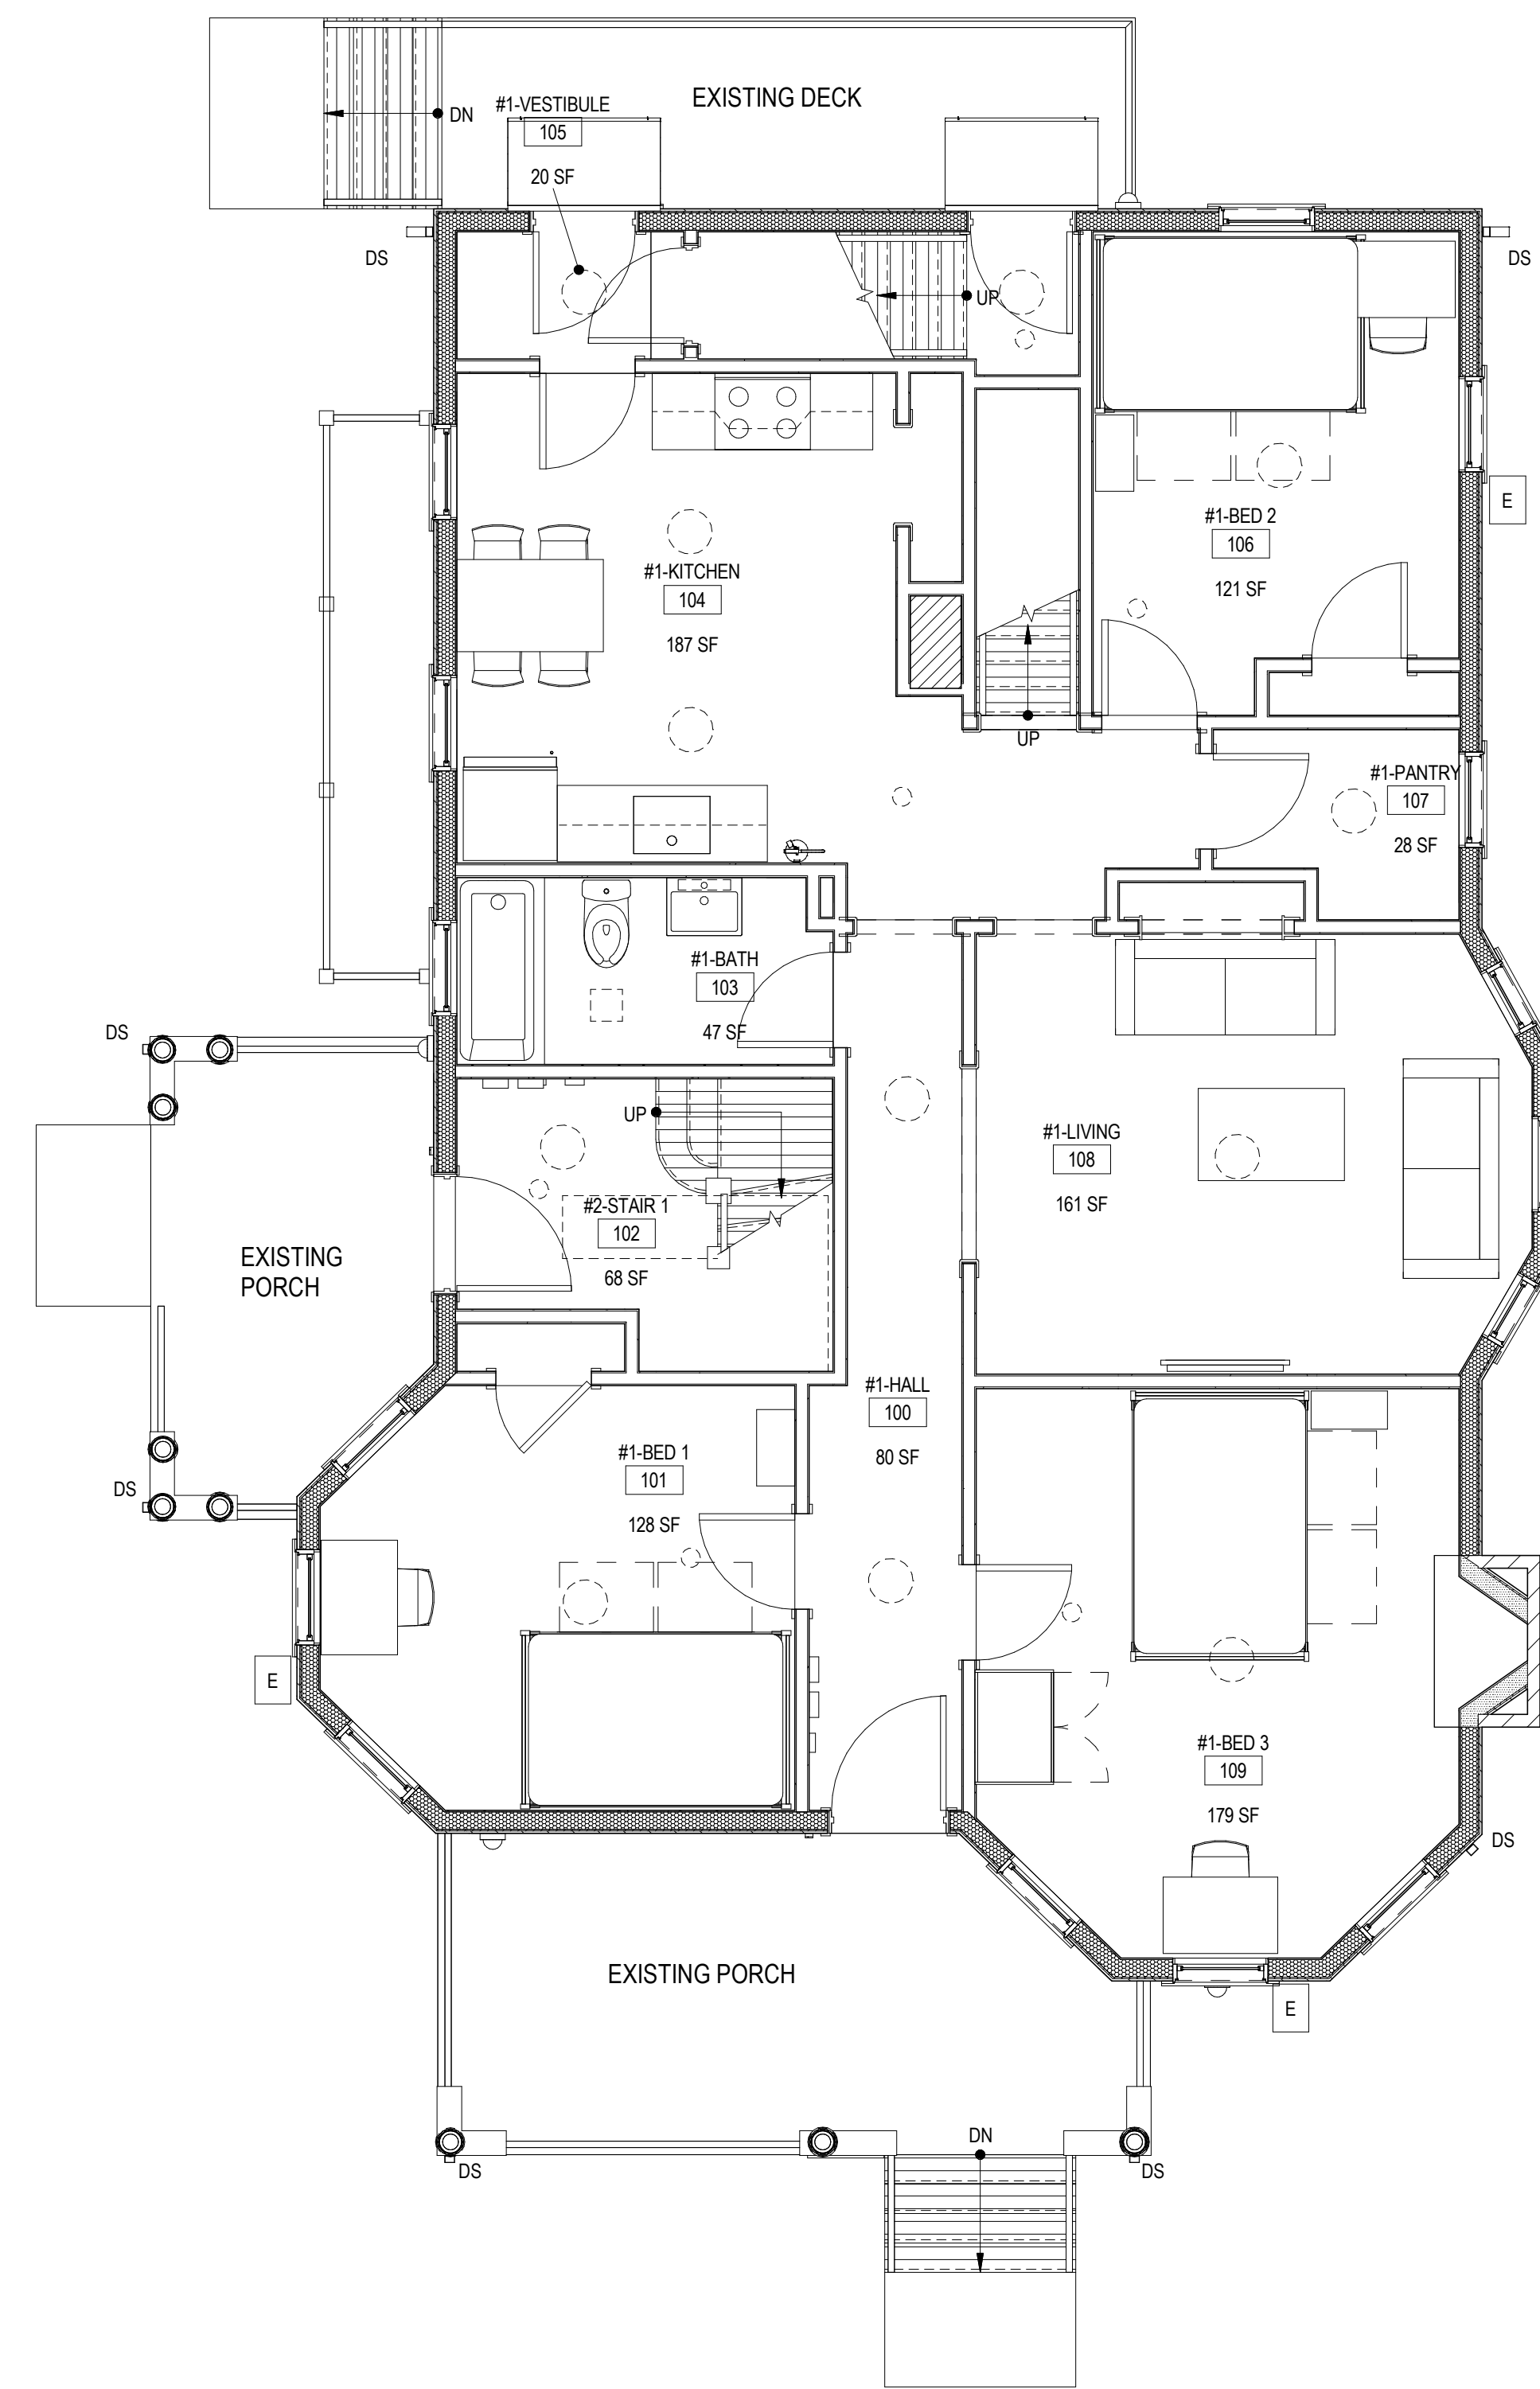 EXISTING DECK
#1-VESTIBULE
105
20 SF
DN
DS
DS
UP
E
#1-BED 2
106
121 SF
#1-KITCHEN
104
187 SF
UP
#1-PANTRY
107
28 SF
#1-BATH
103
47 SF
DS
UP
#1-LIVING
108
161 SF
#2-STAIR 1
102
68 SF
EXISTING
PORCH
#1-HALL
100
80 SF
#1-BED 1
101
128 SF
DS
E
#1-BED 3
109
179 SF
DS
EXISTING PORCH
E
DN
DS
DS